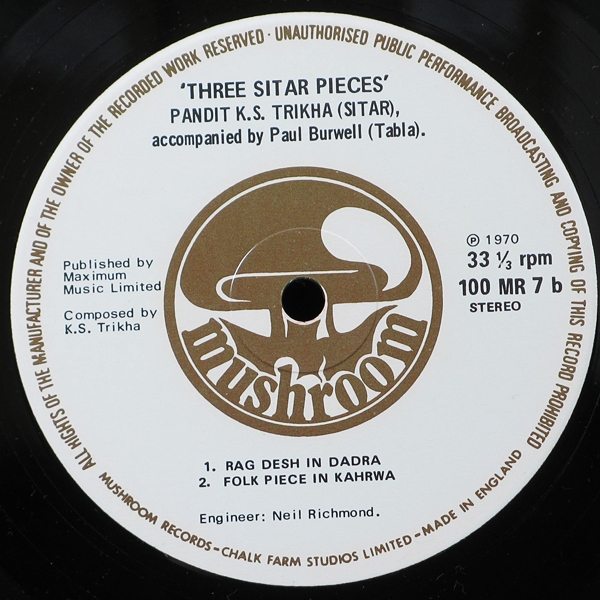 ALL RIGHTS OF THE MANUFACTURER AND OF THE OWNER OF THE RECORDED WORK RESERVED · UNAUTHORISED PUBLIC PERFORMANCE BROADCASTING AND COPYING OF THIS RECORD PROHIBITED
'THREE SITAR PIECES'
PANDIT K.S. TRIKHA (SITAR),
accompanied by Paul Burwell (Tabla).
Published by
Maximum
Music Limited
Composed by
K.S. Trikha
℗ 1970
33 ⅓ rpm
100 MR 7 b
STEREO
mushroom
1. RAG DESH IN DADRA
2. FOLK PIECE IN KAHRWA
Engineer: Neil Richmond.
MUSHROOM RECORDS-CHALK FARM STUDIOS LIMITED-MADE IN ENGLAND